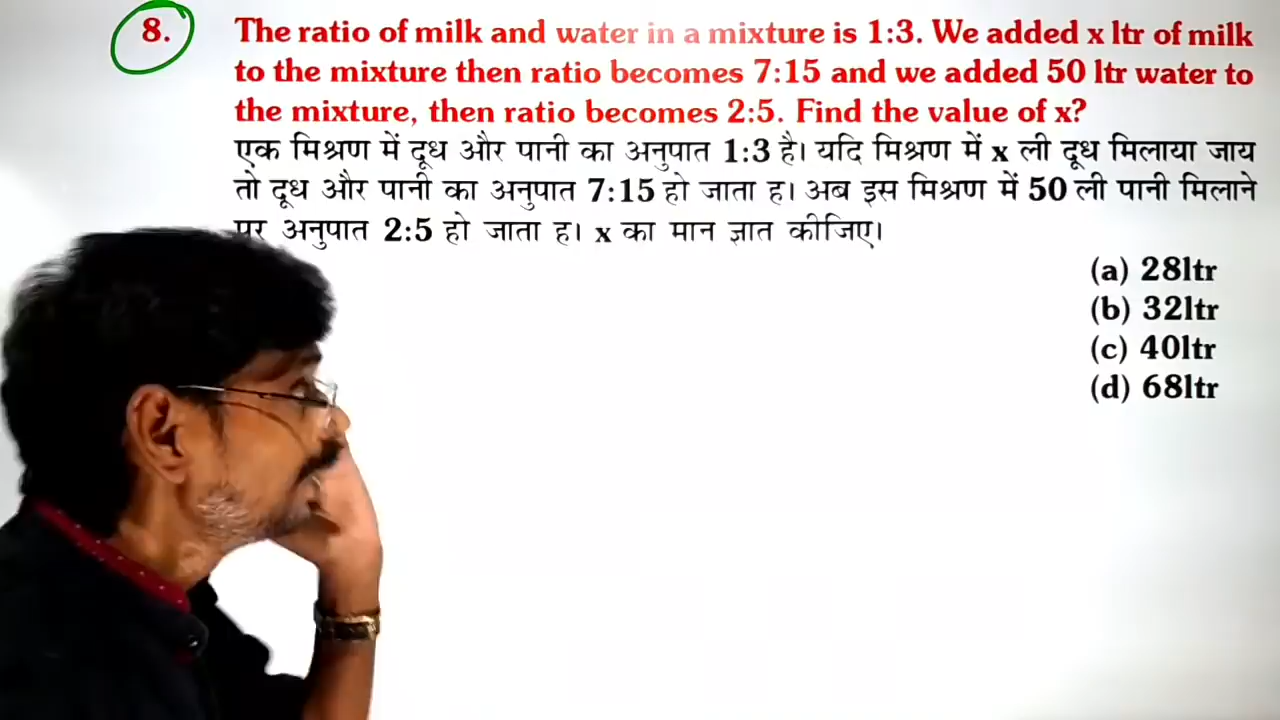 8. The ratio of milk and water in a mixture is 1:3. We added x ltr of milk
to the mixture then ratio becomes 7:15 and we added 50 ltr water to
the mixture, then ratio becomes 2:5. Find the value of x?
एक मिश्रण में दूध और पानी का अनुपात 1:3 है। यदि मिश्रण में x ली दूध मिलाया जाय
तो दूध और पानी का अनुपात 7:15 हो जाता ह। अब इस मिश्रण में 50 ली पानी मिलाने
पर अनुपात 2:5 हो जाता ह। x का मान ज्ञात कीजिए।
(a) 28ltr
(b) 32ltr
(c) 40ltr
(d) 68ltr